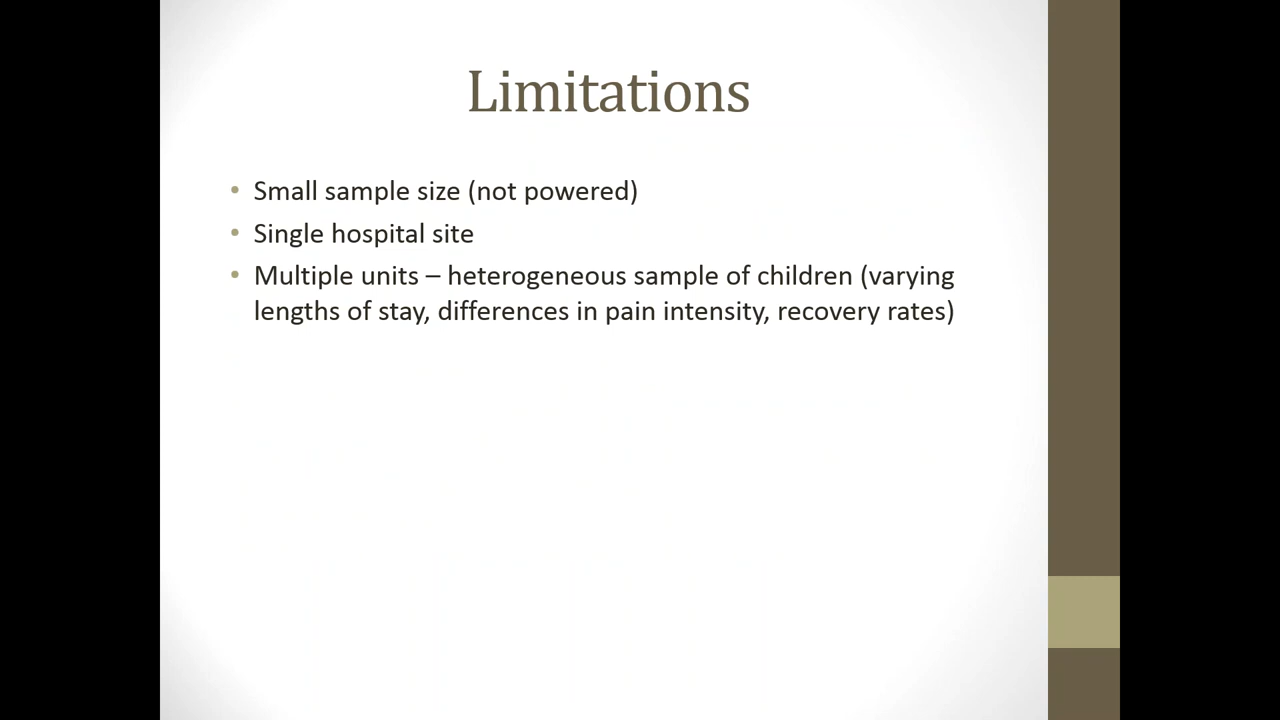 Limitations
• Small sample size (not powered)
• Single hospital site
• Multiple units – heterogeneous sample of children (varying
lengths of stay, differences in pain intensity, recovery rates)